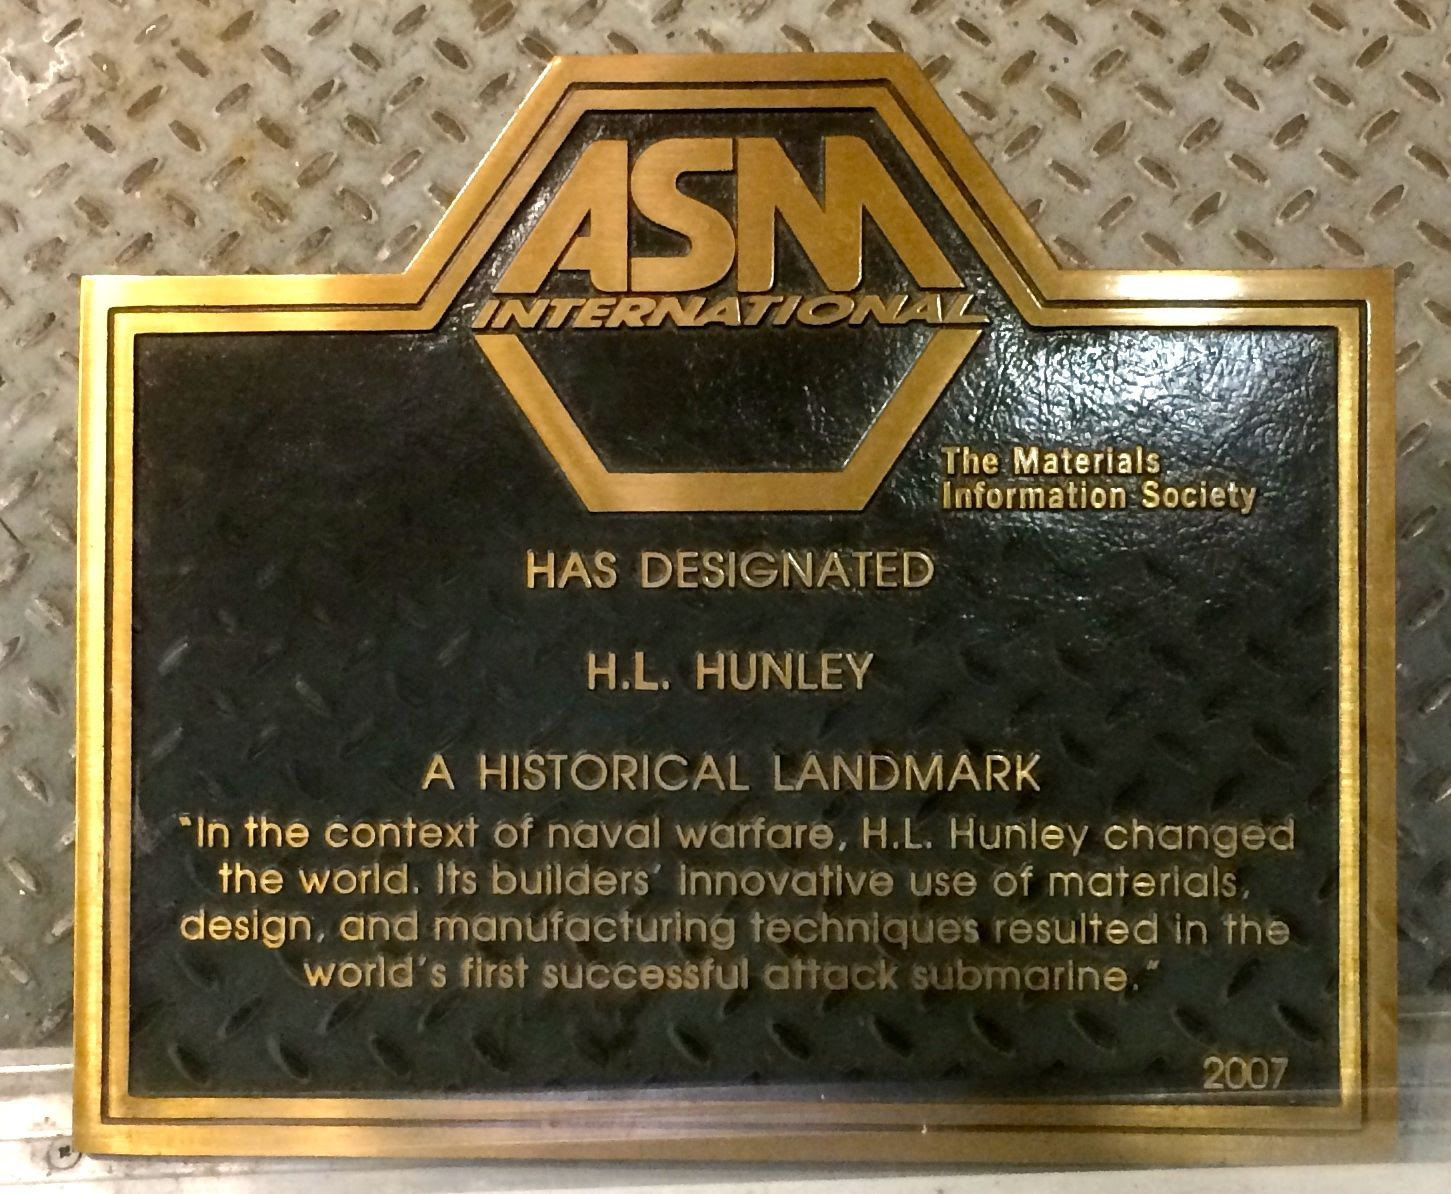 ASM
INTERNATIONAL
The Materials
Information Society
HAS DESIGNATED
H.L. HUNLEY
A HISTORICAL LANDMARK
"In the context of naval warfare, H.L. Hunley changed
the world. Its builders' innovative use of materials,
design, and manufacturing techniques resulted in the
world's first successful attack submarine."
2007